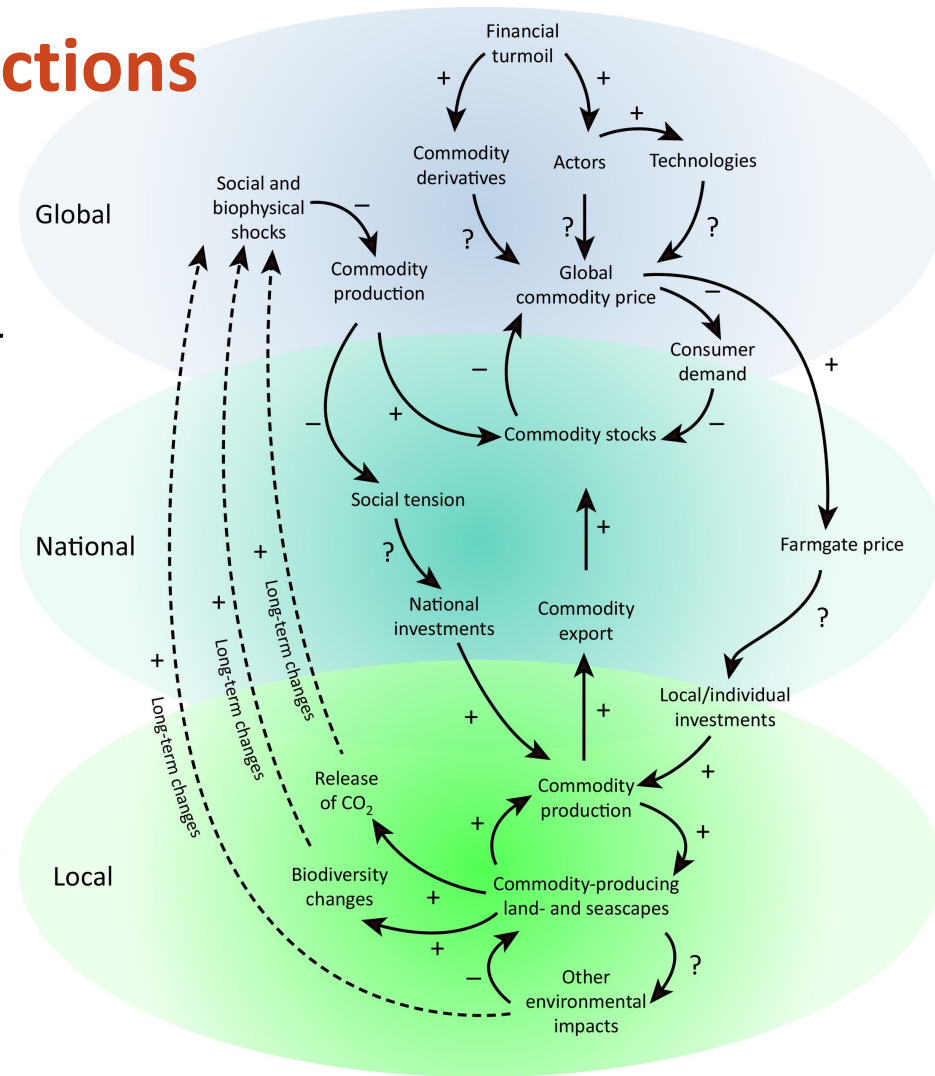 ctions
Financial
turmoil
+
+
+
Commodity
derivatives
Actors
Technologies
Social and
biophysical
shocks
Global
–
?
?
?
Commodity
production
Global
commodity price
–
Consumer
demand
+
–
–
+
–
Commodity stocks
Social tension
+
National
?
Farmgate price
+
National
investments
Commodity
export
?
+
Long-term changes
Long-term changes
+
Long-term changes
+
+
Local/individual
investments
+
Release
of CO2
Commodity
production
+
+
Local
Biodiversity
changes
+
Commodity-producing
land- and seascapes
+
–
?
Other
environmental
impacts